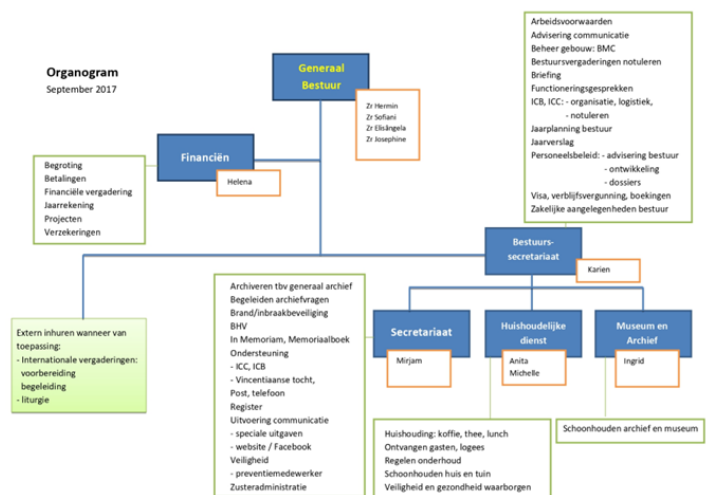 Organogram
September 2017
Generaal
Bestuur
Zr Hermin
Zr Sofiani
Zr Elisângela
Zr Josephine
Arbeidsvoorwaarden
Advisering communicatie
Beheer gebouw: BMC
Bestuursvergaderingen notuleren
Briefing
Functioneringsgesprekken
ICB, ICC: - organisatie, logistiek,
- notuleren
Jaarplanning bestuur
Jaarverslag
Personeelsbeleid: - advisering bestuur
- ontwikkeling
- dossiers
Visa, verblijfsvergunning, boekingen
Zakelijke aangelegenheden bestuur
Financiën
Helena
Begroting
Betalingen
Financiële vergadering
Jaarrekening
Projecten
Verzekeringen
Bestuurs-
secretariaat
Karien
Extern inhuren wanneer van
toepassing:
- Internationale vergaderingen:
voorbereiding
begeleiding
- liturgie
Archiveren tbv generaal archief
Begeleiden archiefvragen
Brand/inbraakbeveiliging
BHV
In Memoriam, Memoriaalboek
Ondersteuning
- ICC, ICB
- Vincentiaanse tocht,
Post, telefoon
Register
Uitvoering communicatie
- speciale uitgaven
- website / Facebook
Veiligheid
- preventiemedewerker
Zusteradministratie
Secretariaat
Mirjam
Huishoudelijke
dienst
Anita
Michelle
Museum en
Archief
Ingrid
Huishouding: koffie, thee, lunch
Ontvangen gasten, logees
Regelen onderhoud
Schoonhouden huis en tuin
Veiligheid en gezondheid waarborgen
Schoonhouden archief en museum